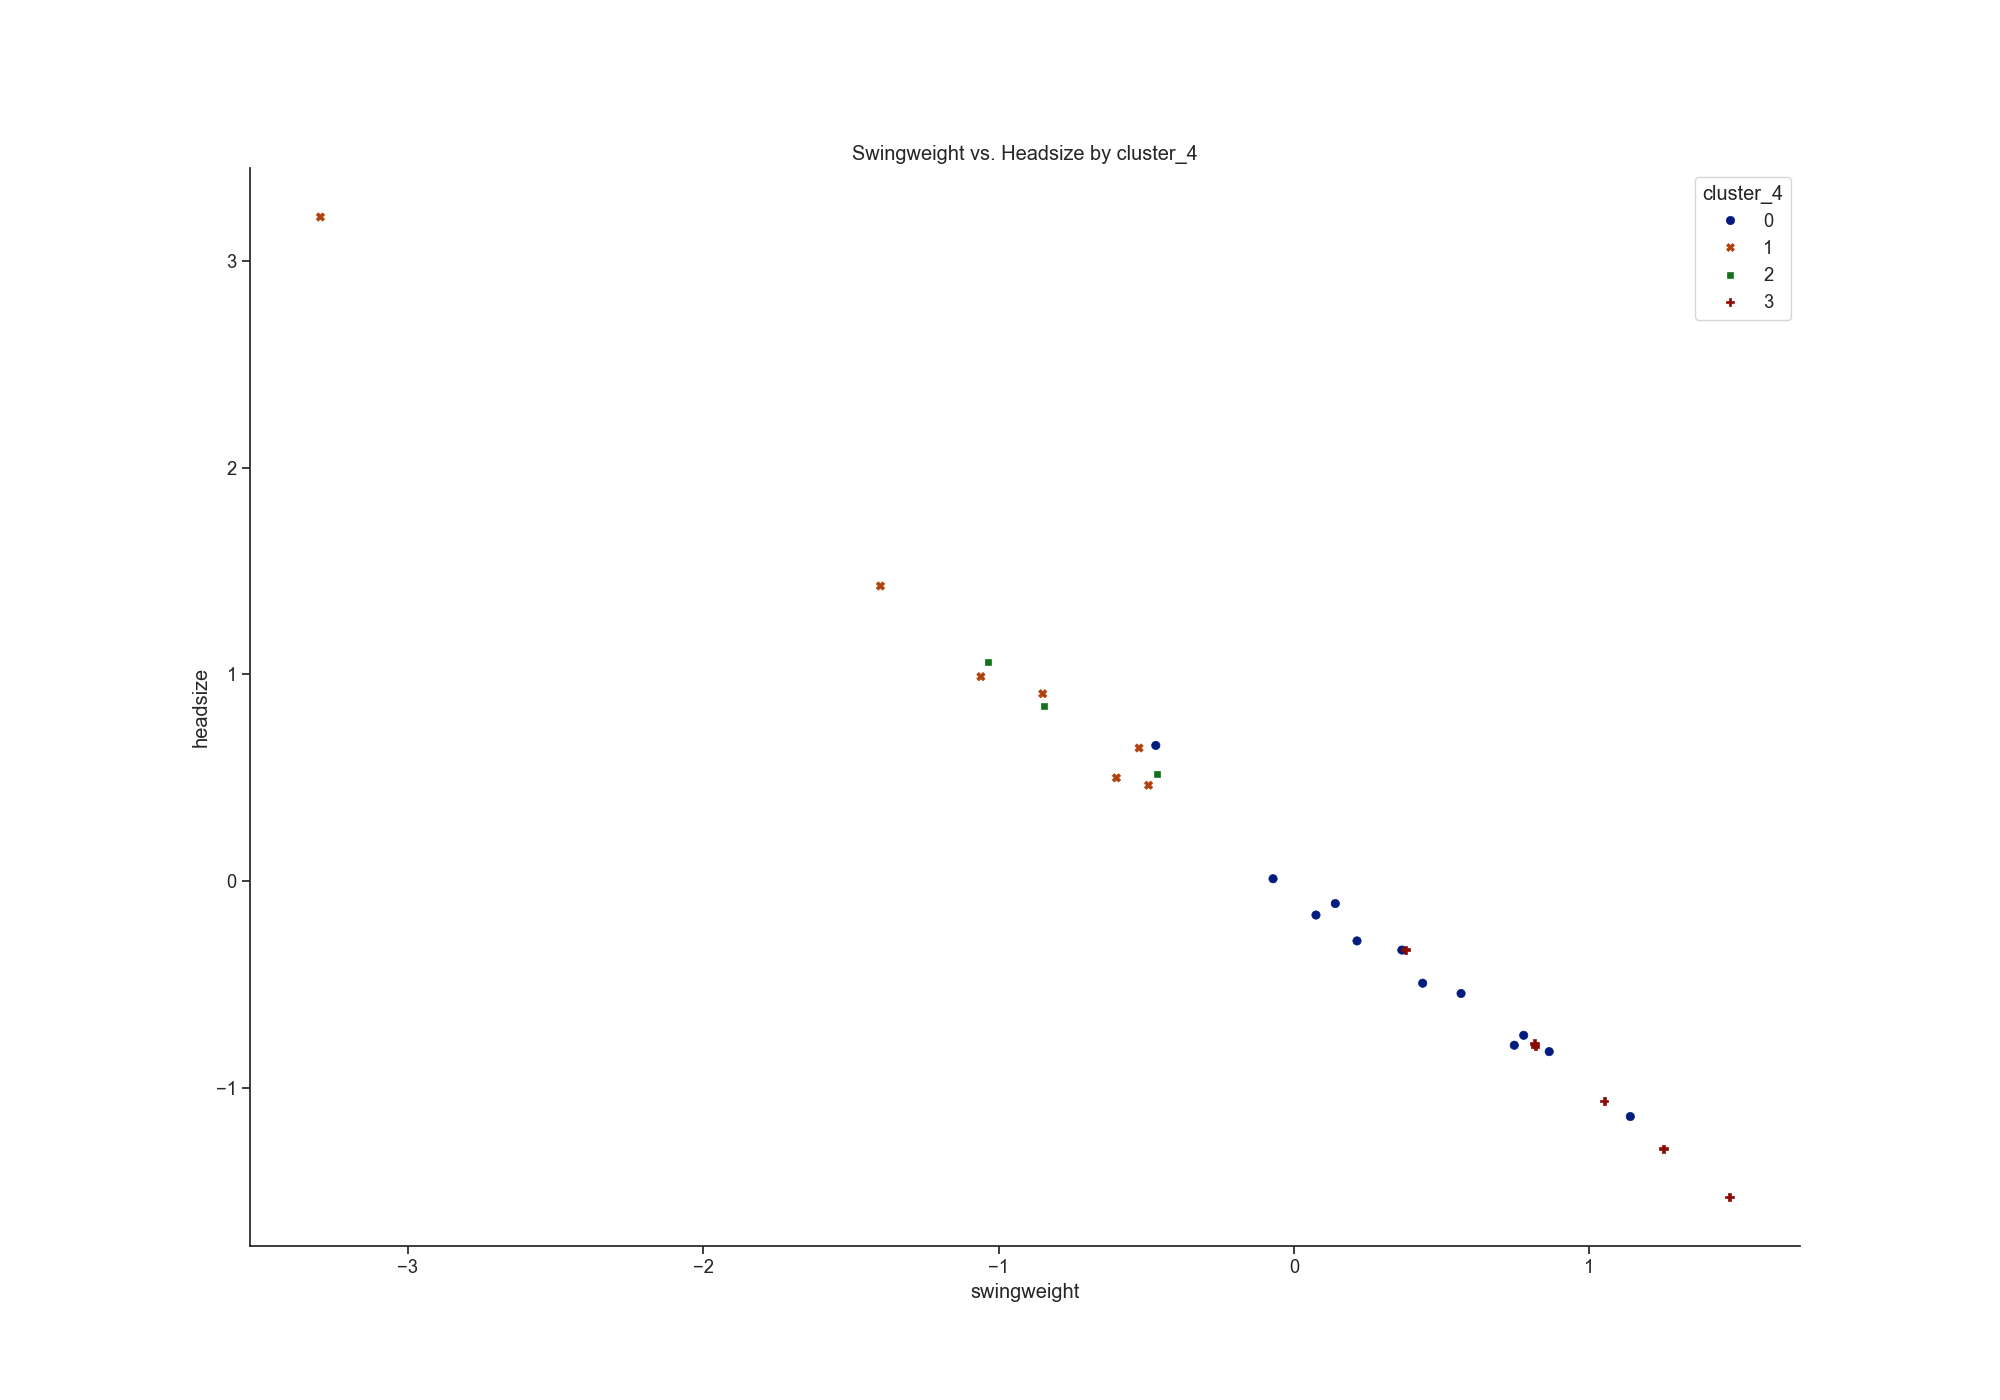 Swingweight vs. Headsize by cluster_4
cluster_4
0
1
2
3
3
2
1
0
−1
headsize
−3 −2 −1 0 1
swingweight